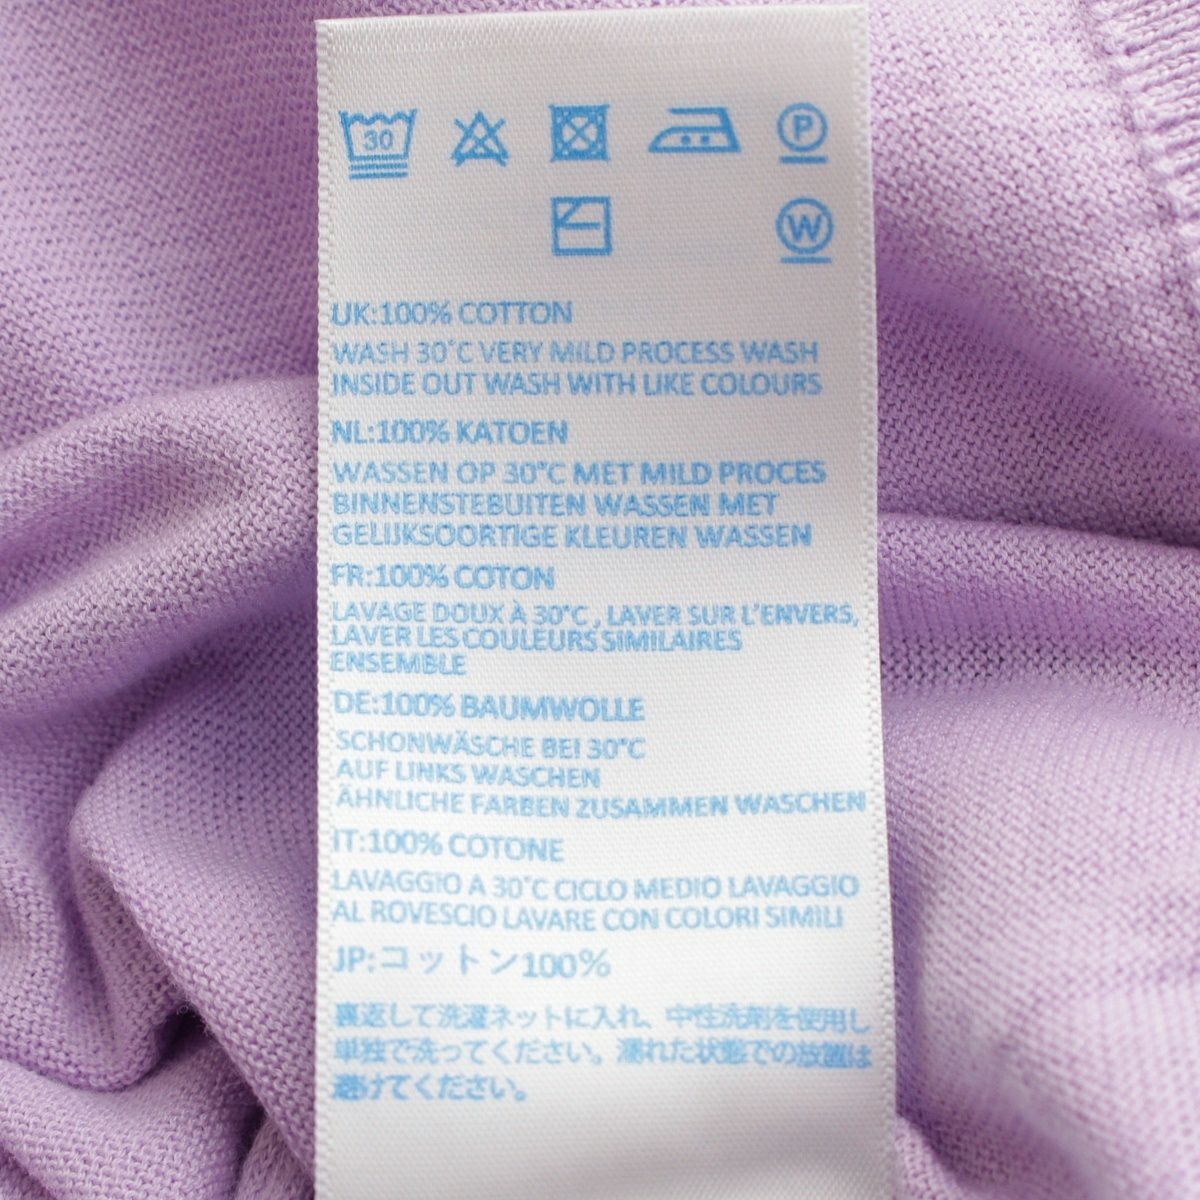 30
P
W
UK:100% COTTON
WASH 30°C VERY MILD PROCESS WASH
INSIDE OUT WASH WITH LIKE COLOURS
NL:100% KATOEN
WASSEN OP 30°C MET MILD PROCES
BINNENSTEBUITEN WASSEN MET
GELIJKSOORTIGE KLEUREN WASSEN
FR:100% COTON
LAVAGE DOUX À 30°C, LAVER SUR L'ENVERS,
LAVER LES COULEURS SIMILAIRES
ENSEMBLE
DE:100% BAUMWOLLE
SCHONWÄSCHE BEI 30°C
AUF LINKS WASCHEN
ÄHNLICHE FARBEN ZUSAMMEN WASCHEN
IT:100% COTONE
LAVAGGIO A 30°C CICLO MEDIO LAVAGGIO
AL ROVESCIO LAVARE CON COLORI SIMILI
JP:コットン100%
裏返して洗濯ネットに入れ、中性洗剤を使用し
単独で洗ってください。濡れた状態での放置は
避けてください。